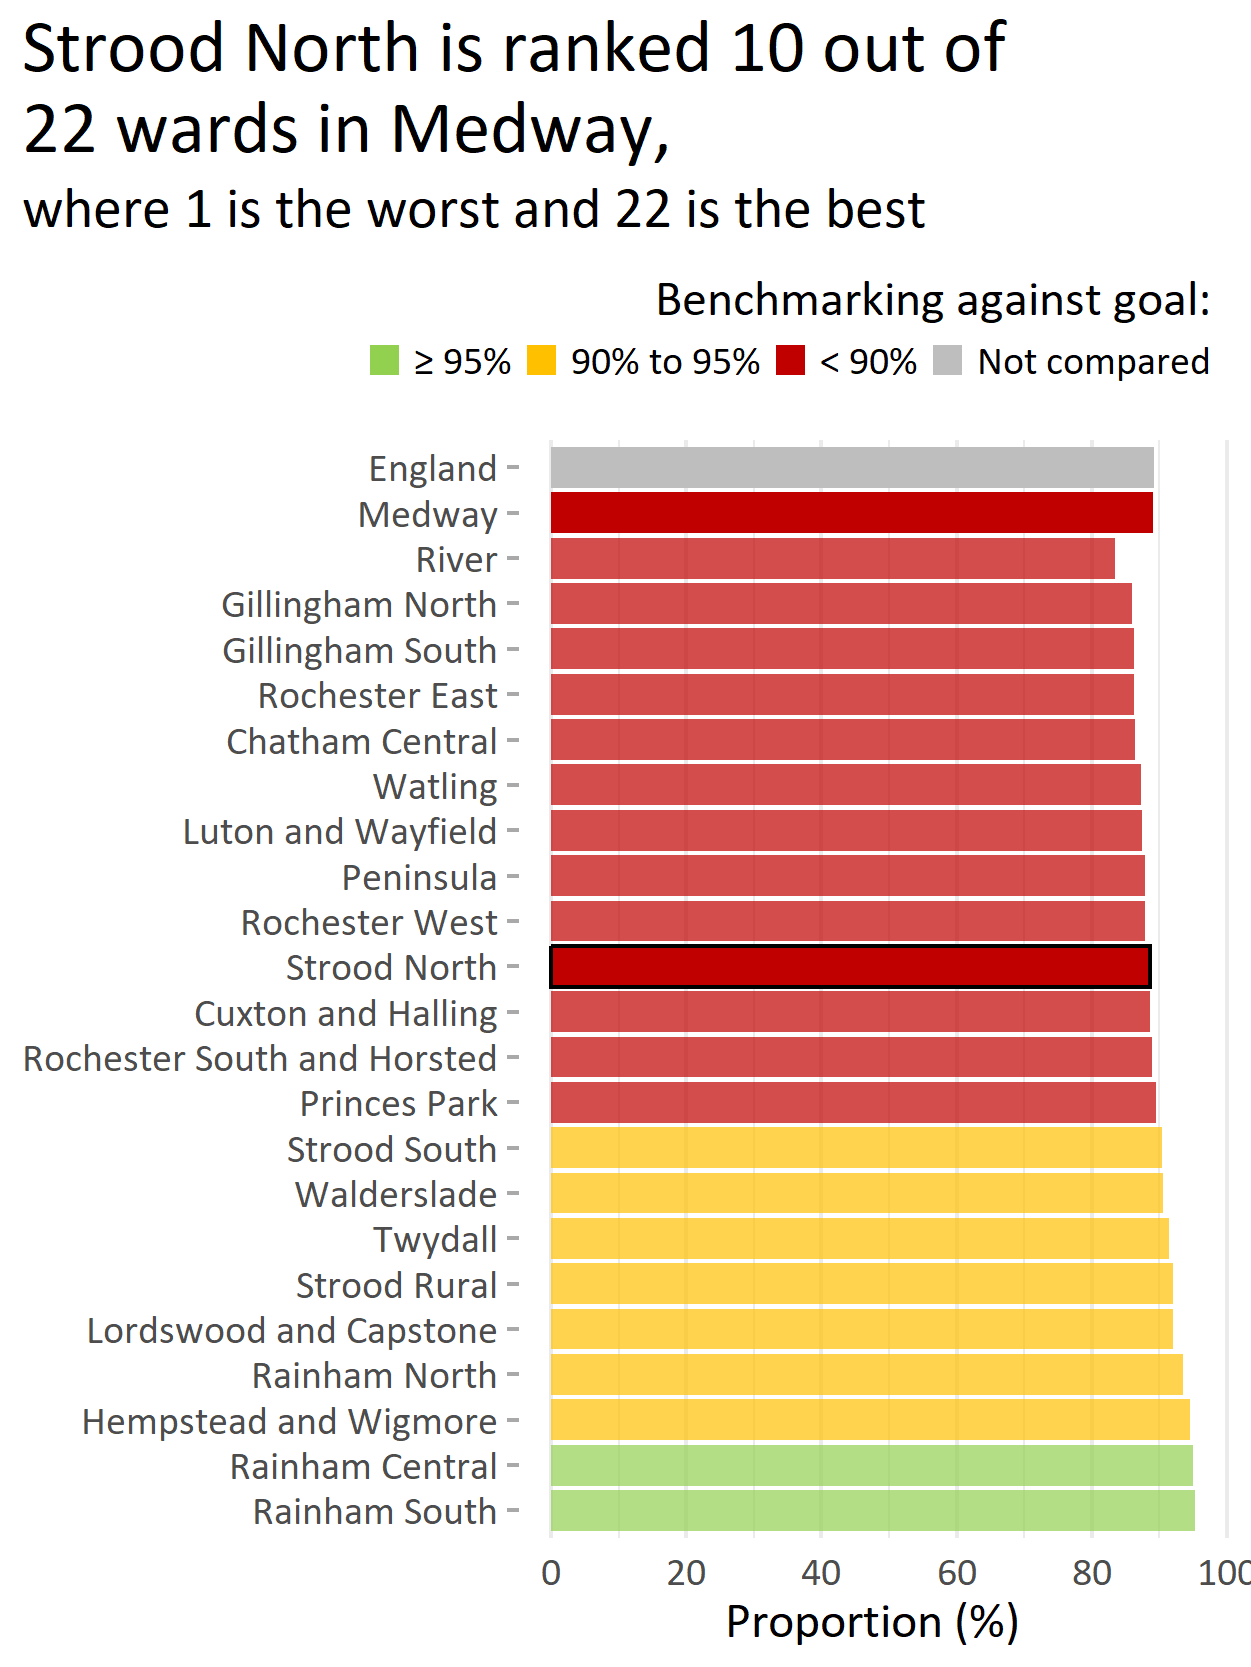 Strood North is ranked 10 out of
22 wards in Medway,
where 1 is the worst and 22 is the best
Benchmarking against goal:
≥ 95% 90% to 95% < 90% Not compared
England
Medway
River
Gillingham North
Gillingham South
Rochester East
Chatham Central
Watling
Luton and Wayfield
Peninsula
Rochester West
Strood North
Cuxton and Halling
Rochester South and Horsted
Princes Park
Strood South
Walderslade
Twydall
Strood Rural
Lordswood and Capstone
Rainham North
Hempstead and Wigmore
Rainham Central
Rainham South
0 20 40 60 80 100
Proportion (%)